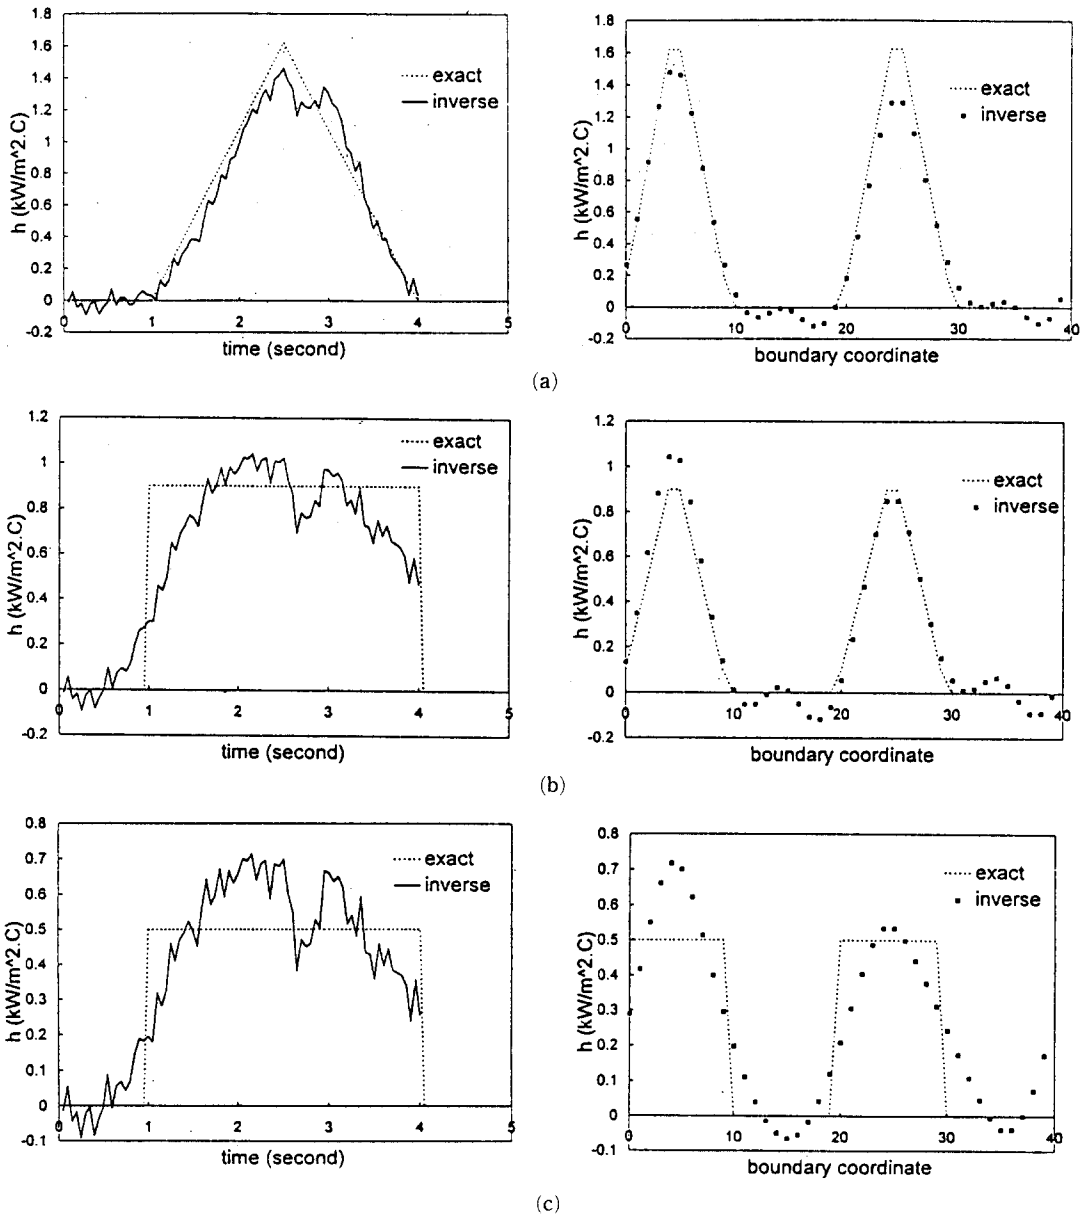 1.8
1.6
1.4
1.2
1
0.8
0.6
0.4
0.2
0
-0.2
h (kW/m^2.C)
exact
inverse
0 1 2 3 4 5
time (second)
1.8
1.6
1.4
1.2
1
0.8
0.6
0.4
0.2
0
-0.2
h (kW/m^2.C)
exact
inverse
0 10 20 30 40
boundary coordinate
(a)
1.2
1
0.8
0.6
0.4
0.2
0
-0.2
h (kW/m^2.C)
exact
inverse
0 1 2 3 4 5
time (second)
1.2
1
0.8
0.6
0.4
0.2
0
-0.2
h (kW/m^2.C)
exact
inverse
0 10 20 30 40
boundary coordinate
(b)
0.8
0.7
0.6
0.5
0.4
0.3
0.2
0.1
0
-0.1
h (kW/m^2.C)
exact
inverse
0 1 2 3 4 5
time (second)
0.8
0.7
0.6
0.5
0.4
0.3
0.2
0.1
0
-0.1
h (kW/m^2.C)
exact
inverse
0 10 20 30 40
boundary coordinate
(c)